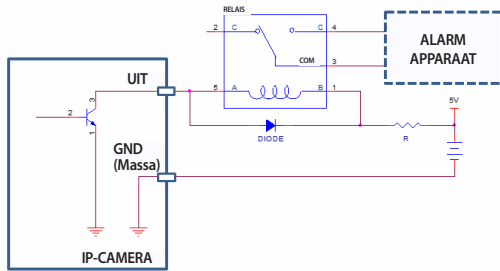 RELAIS
2 C C 4
COM 3
ALARM
APPARAAT
UIT
5 A B 1
3
2
1
DIODE
R
5V
GND
(Massa)
IP-CAMERA